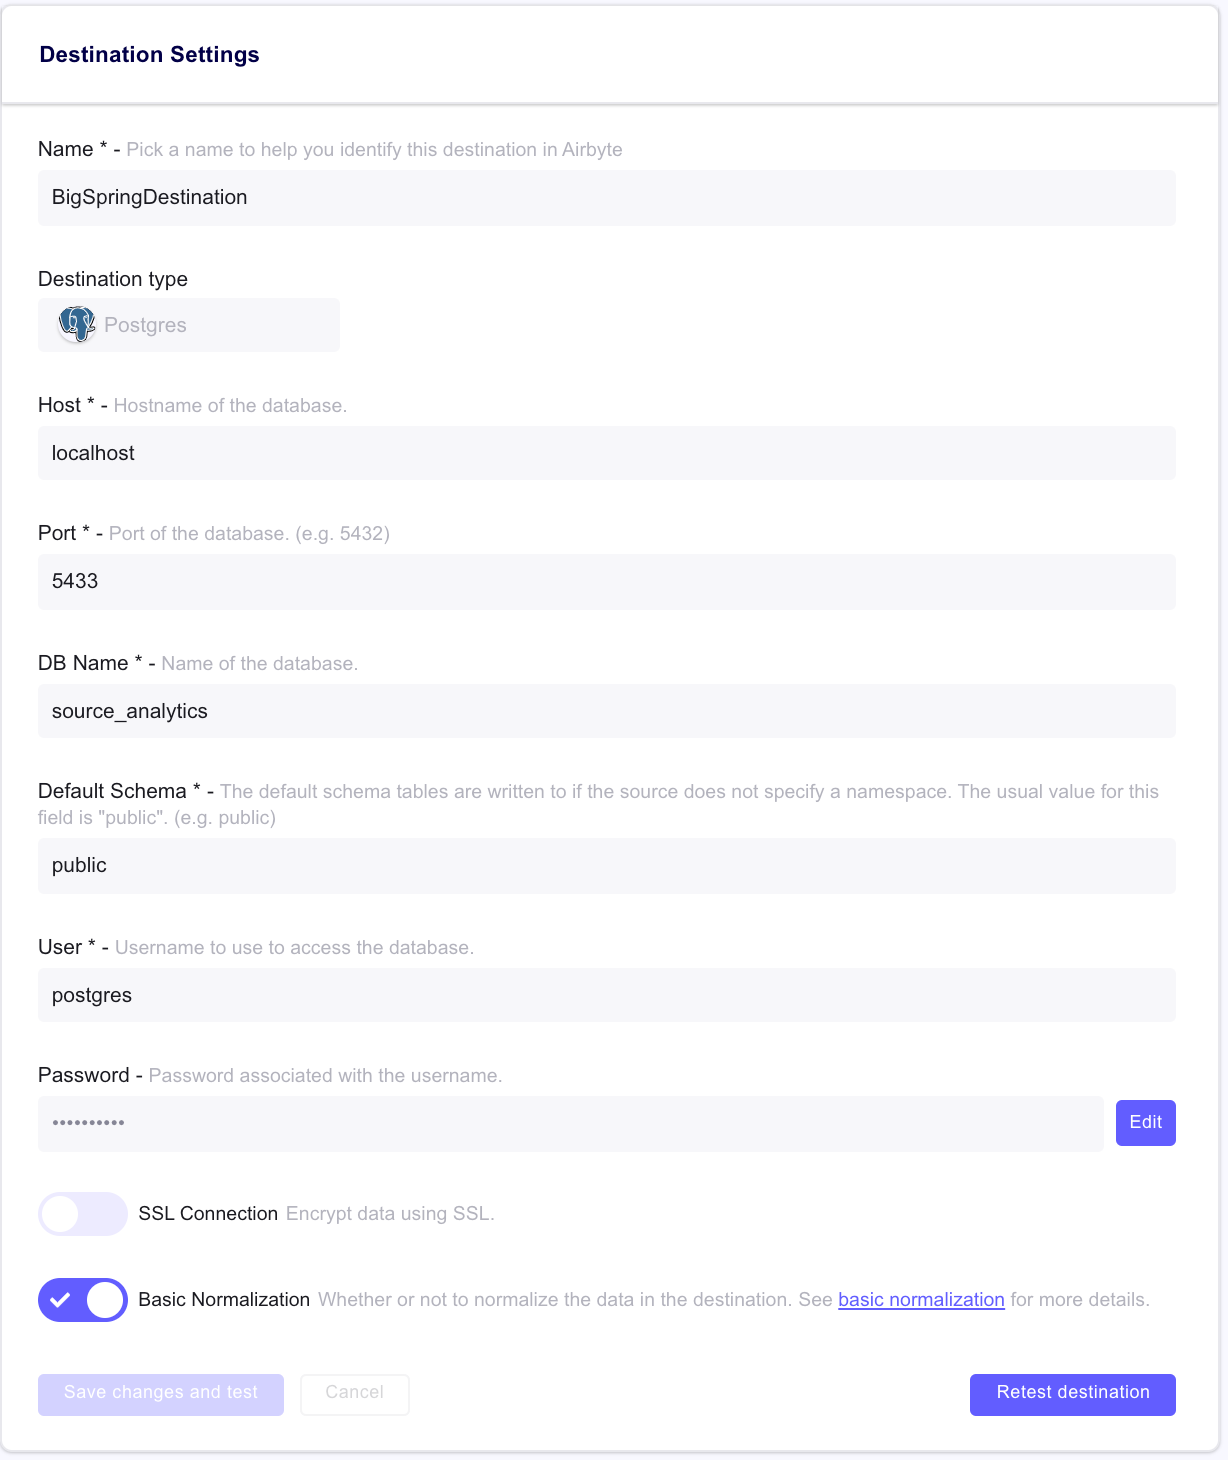 Destination Settings
Name * - Pick a name to help you identify this destination in Airbyte
BigSpringDestination
Destination type
Postgres
Host * - Hostname of the database.
localhost
Port * - Port of the database. (e.g. 5432)
5433
DB Name * - Name of the database.
source_analytics
Default Schema * - The default schema tables are written to if the source does not specify a namespace. The usual value for this
field is "public". (e.g. public)
public
User * - Username to use to access the database.
postgres
Password - Password associated with the username.
••••••••••
Edit
SSL Connection Encrypt data using SSL.
Basic Normalization Whether or not to normalize the data in the destination. See basic normalization for more details.
Save changes and test
Cancel
Retest destination